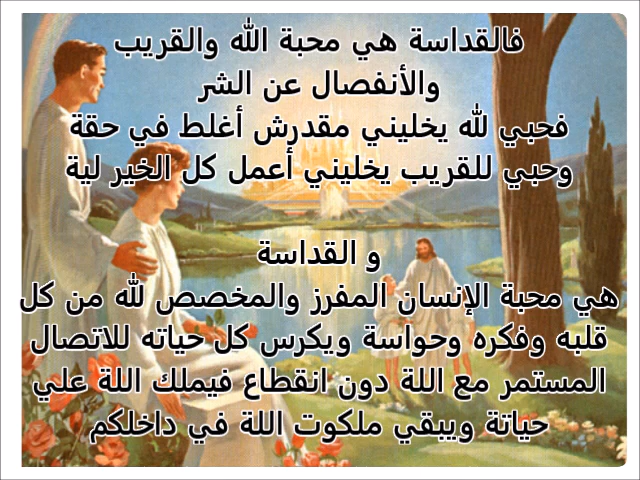 فالقداسة هي محبة الله والقريب
والأنفصال عن الشر
فحبي لله يخليني مقدرش أغلط في حقة
وحبي للقريب يخليني أعمل كل الخير لية
و القداسة
هي محبة الإنسان المفرز والمخصص لله من كل
قلبه وفكره وحواسة ويكرس كل حياته للاتصال
المستمر مع اللة دون انقطاع فيملك اللة علي
حياتة ويبقي ملكوت اللة في داخلكم